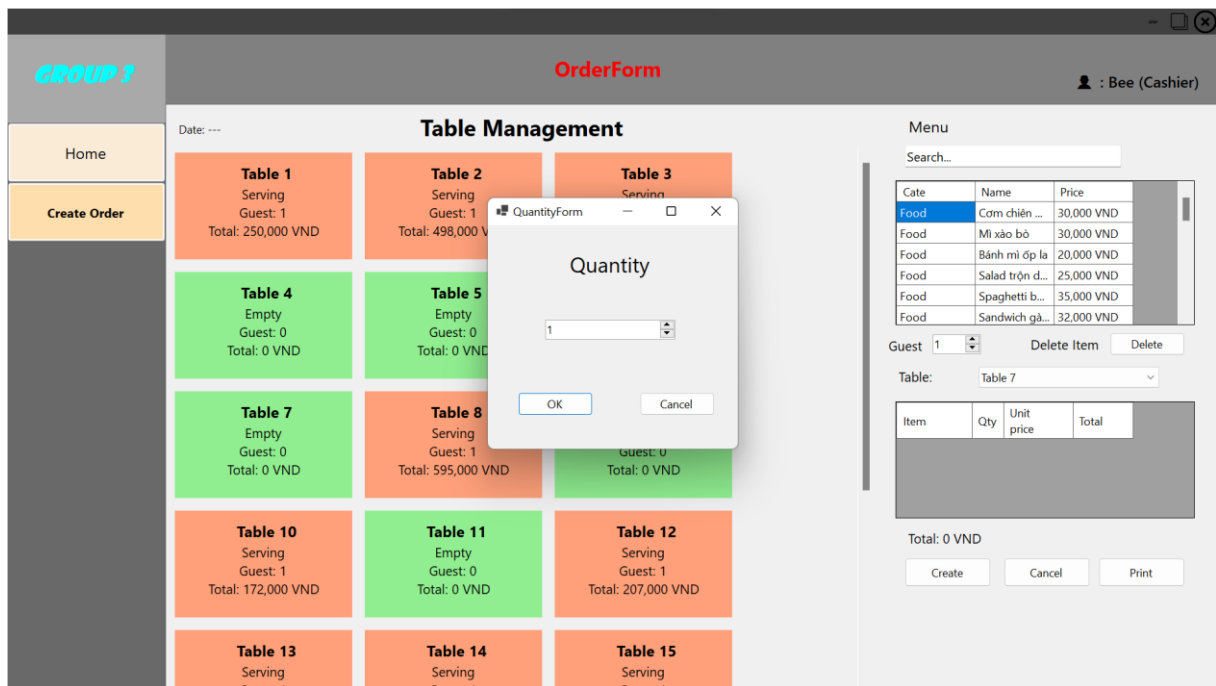 GROUP 3
OrderForm
: Bee (Cashier)
Home
Create Order
Date: ---
Table Management
Table 1
Serving
Guest: 1
Total: 250,000 VND
Table 2
Serving
Guest: 1
Total: 498,000 V
Table 3
Serving
Table 4
Empty
Guest: 0
Total: 0 VND
Table 5
Empty
Guest: 0
Total: 0 VND
Table 7
Empty
Guest: 0
Total: 0 VND
Table 8
Serving
Guest: 1
Total: 595,000 VND
Guest: 0
Total: 0 VND
Table 10
Serving
Guest: 1
Total: 172,000 VND
Table 11
Empty
Guest: 0
Total: 0 VND
Table 12
Serving
Guest: 1
Total: 207,000 VND
Table 13
Serving
Table 14
Serving
Table 15
Serving
QuantityForm
Quantity
1
OK Cancel
Menu
Search...
Cate Name Price
Food Cơm chiên ... 30,000 VND
Food Mì xào bò 30,000 VND
Food Bánh mì ốp la 20,000 VND
Food Salad trộn d... 25,000 VND
Food Spaghetti b... 35,000 VND
Food Sandwich gà... 32,000 VND
Guest 1 Delete Item Delete
Table: Table 7
Item Qty Unit price Total
Total: 0 VND
Create Cancel Print